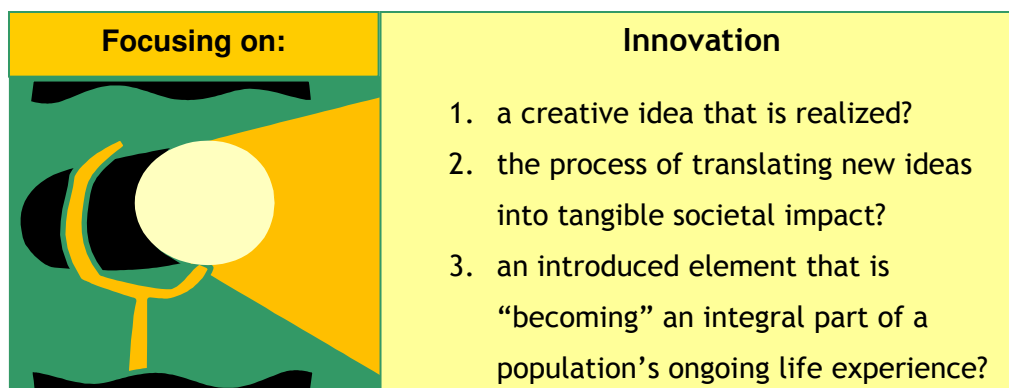 Focusing on:
Innovation
1. a creative idea that is realized?
2. the process of translating new ideas
into tangible societal impact?
3. an introduced element that is
“becoming” an integral part of a
population’s ongoing life experience?